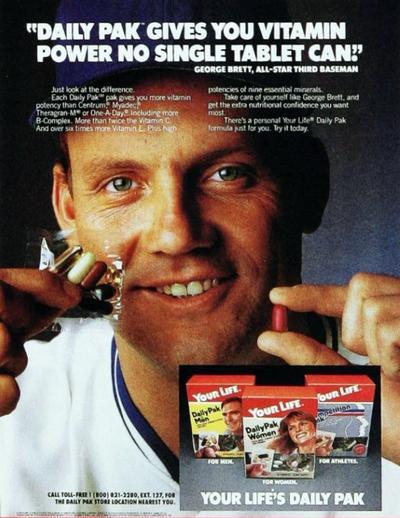 "DAILY PAK™ GIVES YOU VITAMIN
POWER NO SINGLE TABLET CAN."
GEORGE BRETT, ALL-STAR THIRD BASEMAN
Just look at the difference.
Each Daily Pak™ pak gives you more vitamin
potency than Centrum,® Myadec,®
Theragran-M® or One-A-Day®. Including more
B-Complex. More than twice the Vitamin C.
And over six times more Vitamin E. Plus high
potencies of nine essential minerals.
Take care of yourself like George Brett, and
get the extra nutritional confidence you want
most.
There's a personal Your Life® Daily Pak
formula just for you. Try it today.
YOUR LIFE.
Daily Pak
Men
FOR MEN.
YOUR LIFE.
Daily Pak
Women
FOR WOMEN.
YOUR LIFE.
FOR ATHLETES.
CALL TOLL-FREE 1 (800) 821-2280, EXT. 127, FOR
THE DAILY PAK STORE LOCATION NEAREST YOU.
YOUR LIFE'S DAILY PAK